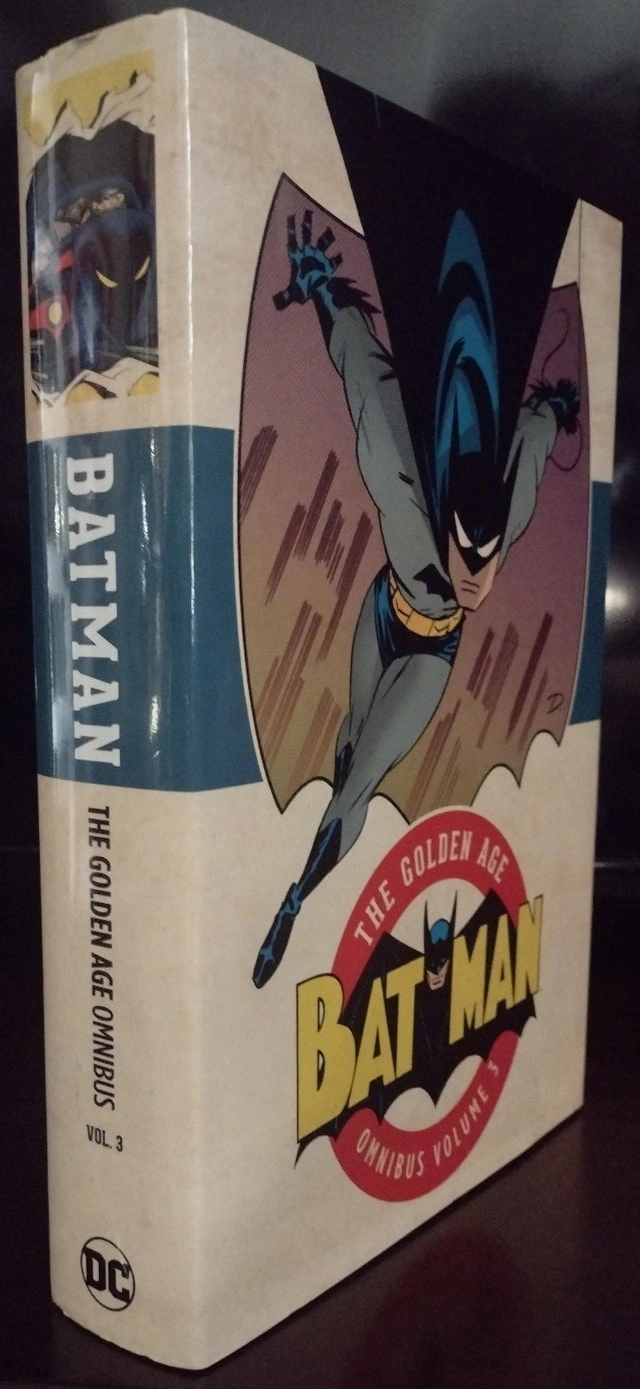 BATMAN
THE GOLDEN AGE OMNIBUS
VOL. 3
DC
D
THE GOLDEN AGE
BATMAN
OMNIBUS VOLUME 3